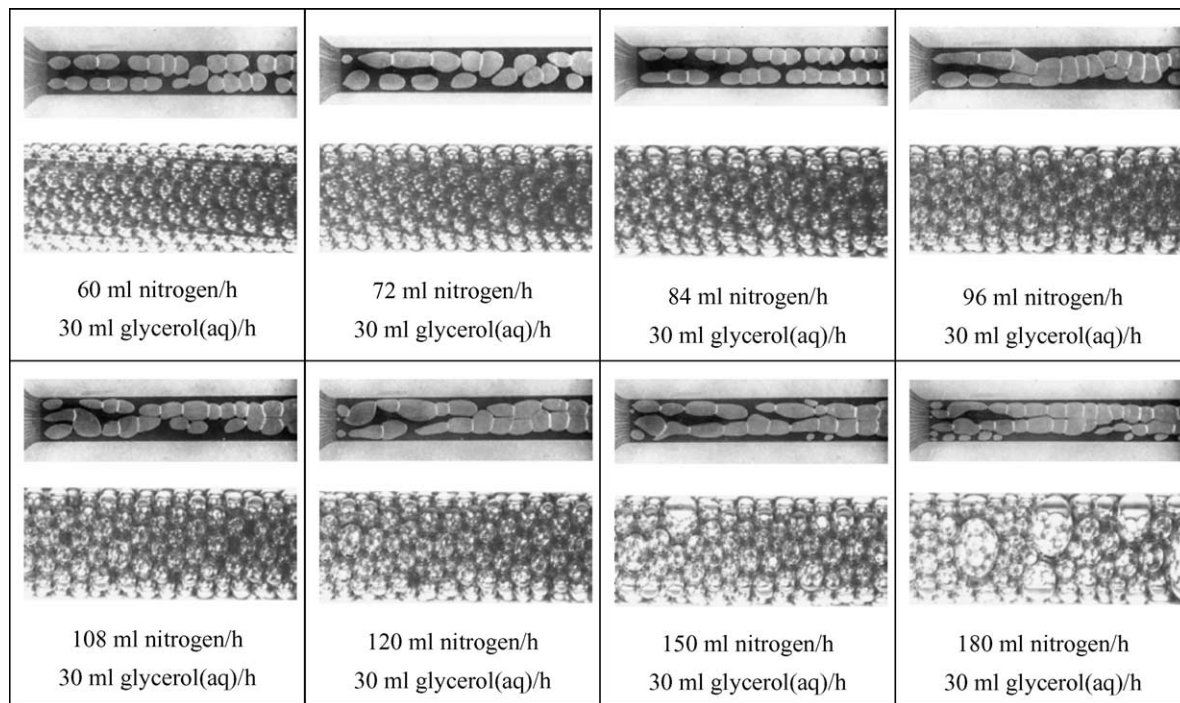 60 ml nitrogen/h
30 ml glycerol(aq)/h
72 ml nitrogen/h
30 ml glycerol(aq)/h
84 ml nitrogen/h
30 ml glycerol(aq)/h
96 ml nitrogen/h
30 ml glycerol(aq)/h
108 ml nitrogen/h
30 ml glycerol(aq)/h
120 ml nitrogen/h
30 ml glycerol(aq)/h
150 ml nitrogen/h
30 ml glycerol(aq)/h
180 ml nitrogen/h
30 ml glycerol(aq)/h